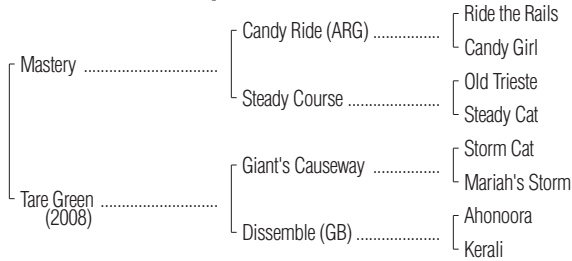 Ride the Rails
Candy Ride (ARG) ................
Candy Girl
Mastery ................................
Old Trieste
Steady Course ......................
Steady Cat
Storm Cat
Giant's Causeway ................
Mariah's Storm
Tare Green ............................
(2008)
Ahonoora
Dissemble (GB) ....................
Kerali